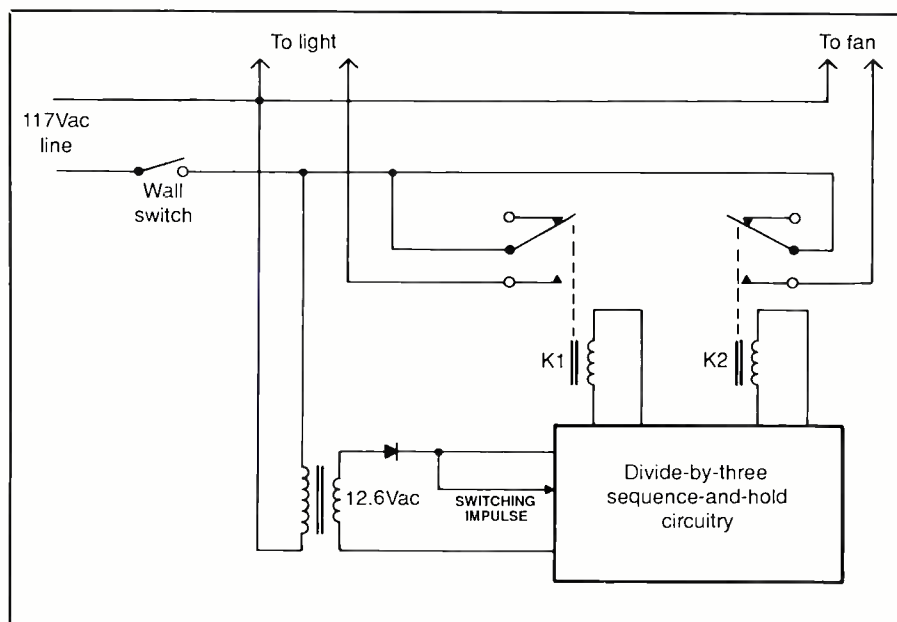 To light
To fan
117Vac
line
Wall
switch
K1
K2
12.6Vac
SWITCHING
IMPULSE
Divide-by-three
sequence-and-hold
circuitry